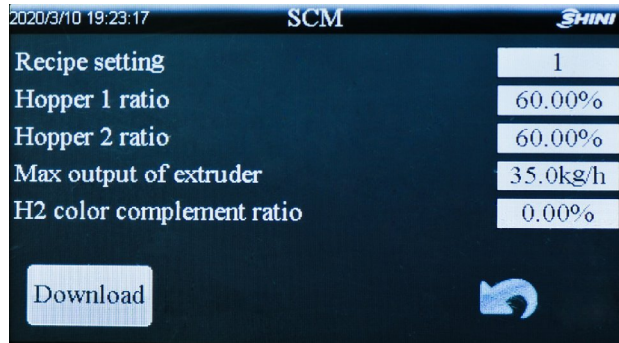 2020/3/10 19:23:17 SCM SHINI
Recipe setting 1
Hopper 1 ratio 60.00%
Hopper 2 ratio 60.00%
Max output of extruder 35.0kg/h
H2 color complement ratio 0.00%
Download